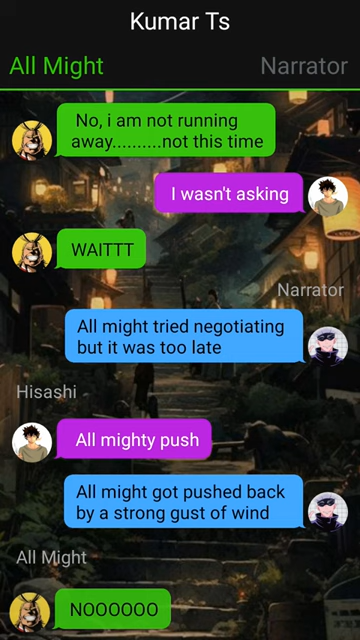 Kumar Ts
All Might
Narrator
No, i am not running
away..........not this time
I wasn't asking
WAITTT
Narrator
All might tried negotiating
but it was too late
Hisashi
All mighty push
All might got pushed back
by a strong gust of wind
All Might
NOOOOOO